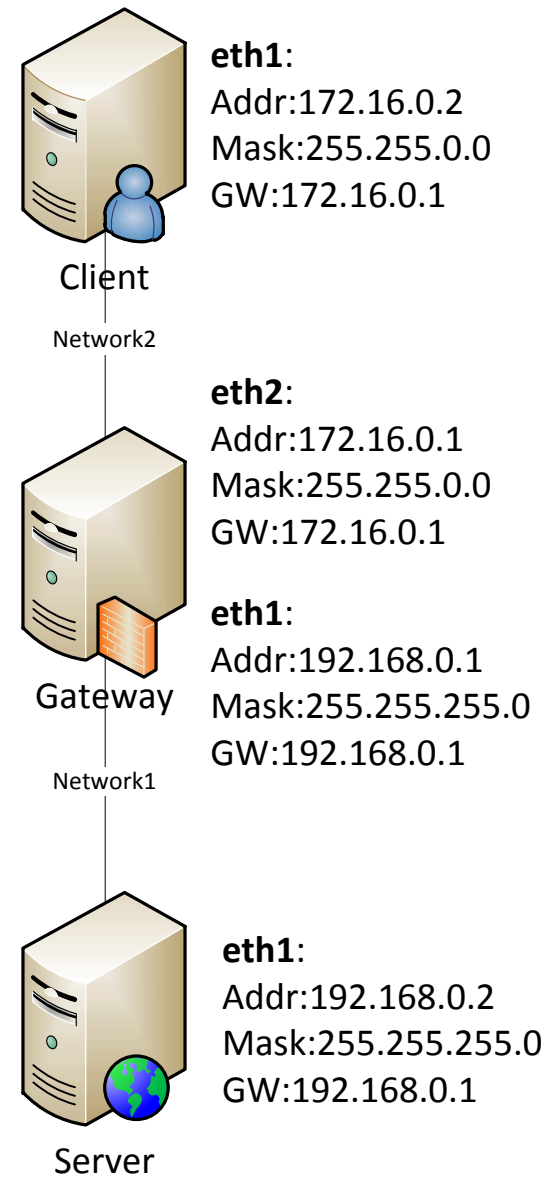 eth1:
Addr:172.16.0.2
Mask:255.255.0.0
GW:172.16.0.1
Client
Network2
eth2:
Addr:172.16.0.1
Mask:255.255.0.0
GW:172.16.0.1
eth1:
Addr:192.168.0.1
Mask:255.255.255.0
GW:192.168.0.1
Gateway
Network1
eth1:
Addr:192.168.0.2
Mask:255.255.255.0
GW:192.168.0.1
Server